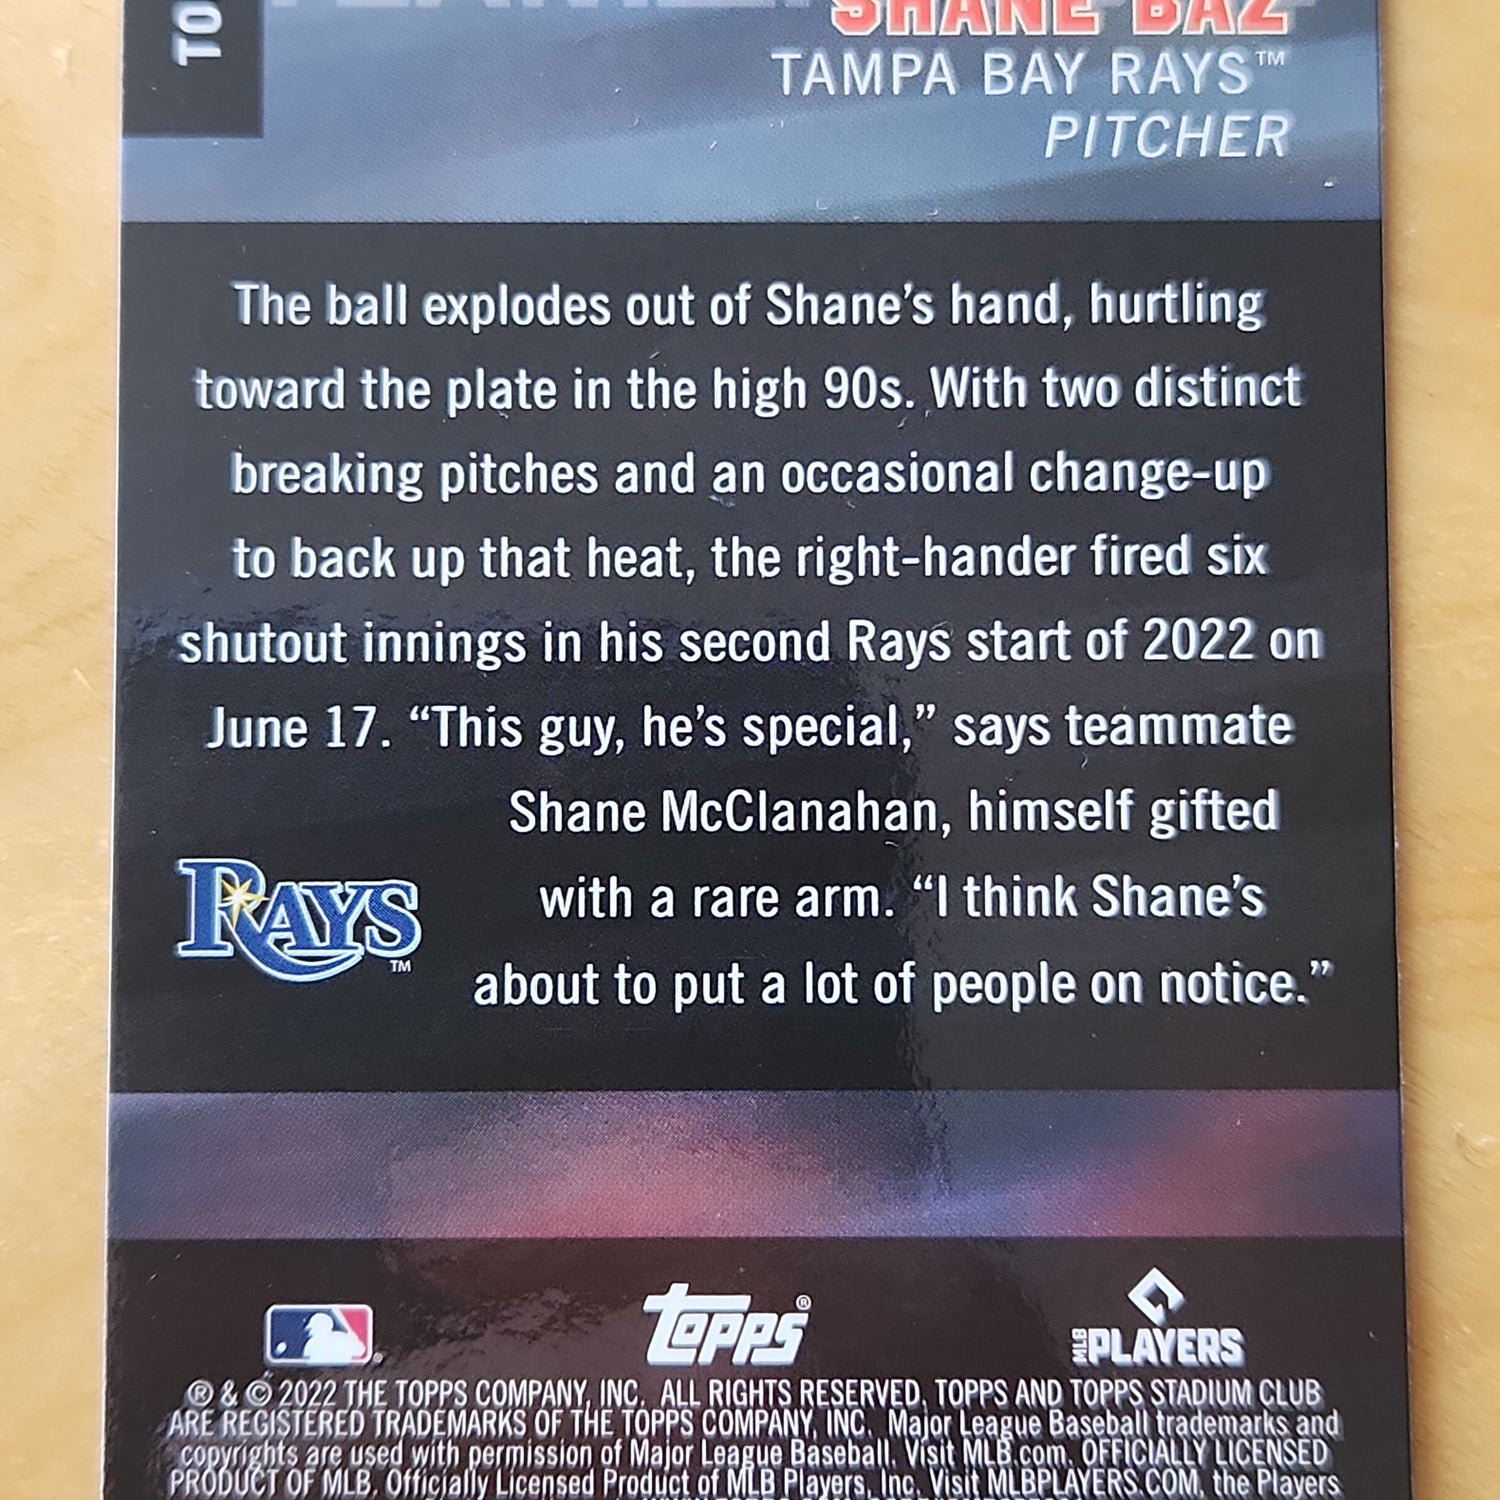 TO
SHANE BAZ
TAMPA BAY RAYS™
PITCHER
The ball explodes out of Shane's hand, hurtling
toward the plate in the high 90s. With two distinct
breaking pitches and an occasional change-up
to back up that heat, the right-hander fired six
shutout innings in his second Rays start of 2022 on
June 17. “This guy, he's special,” says teammate
Shane McClanahan, himself gifted
with a rare arm. “I think Shane's
about to put a lot of people on notice.”
RAYS™
topps®
MLB PLAYERS
® & © 2022 THE TOPPS COMPANY, INC. ALL RIGHTS RESERVED. TOPPS AND TOPPS STADIUM CLUB
ARE REGISTERED TRADEMARKS OF THE TOPPS COMPANY, INC. Major League Baseball trademarks and
copyrights are used with permission of Major League Baseball. Visit MLB.com. OFFICIALLY LICENSED
PRODUCT OF MLB. Officially Licensed Product of MLB Players, Inc. Visit MLBPLAYERS.COM, the Players